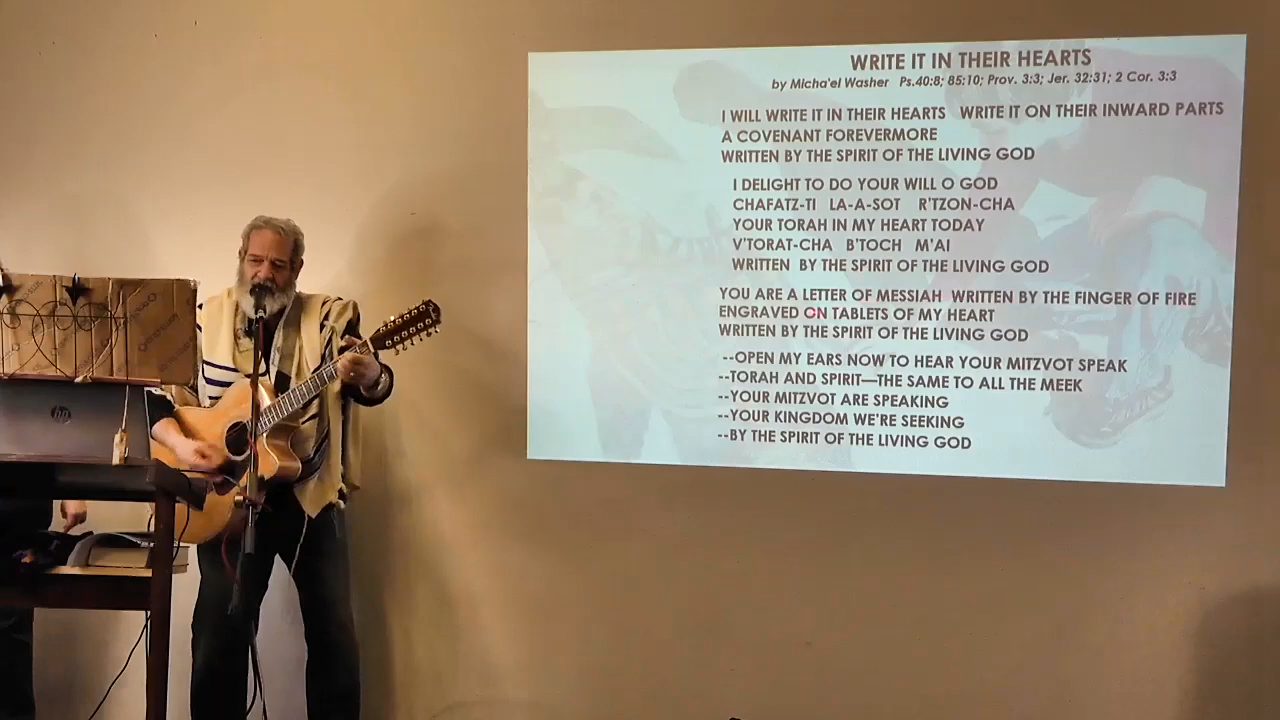 WRITE IT IN THEIR HEARTS
by Micha'el Washer Ps.40:8; 85:10; Prov. 3:3; Jer. 32:31; 2 Cor. 3:3
I WILL WRITE IT IN THEIR HEARTS WRITE IT ON THEIR INWARD PARTS
A COVENANT FOREVERMORE
WRITTEN BY THE SPIRIT OF THE LIVING GOD
I DELIGHT TO DO YOUR WILL O GOD
CHAFATZ-TI LA-A-SOT R'TZON-CHA
YOUR TORAH IN MY HEART TODAY
V'TORAT-CHA B'TOCH M'AI
WRITTEN BY THE SPIRIT OF THE LIVING GOD
YOU ARE A LETTER OF MESSIAH WRITTEN BY THE FINGER OF FIRE
ENGRAVED ON TABLETS OF MY HEART
WRITTEN BY THE SPIRIT OF THE LIVING GOD
--OPEN MY EARS NOW TO HEAR YOUR MITZVOT SPEAK
--TORAH AND SPIRIT—THE SAME TO ALL THE MEEK
--YOUR MITZVOT ARE SPEAKING
--YOUR KINGDOM WE'RE SEEKING
--BY THE SPIRIT OF THE LIVING GOD
hp